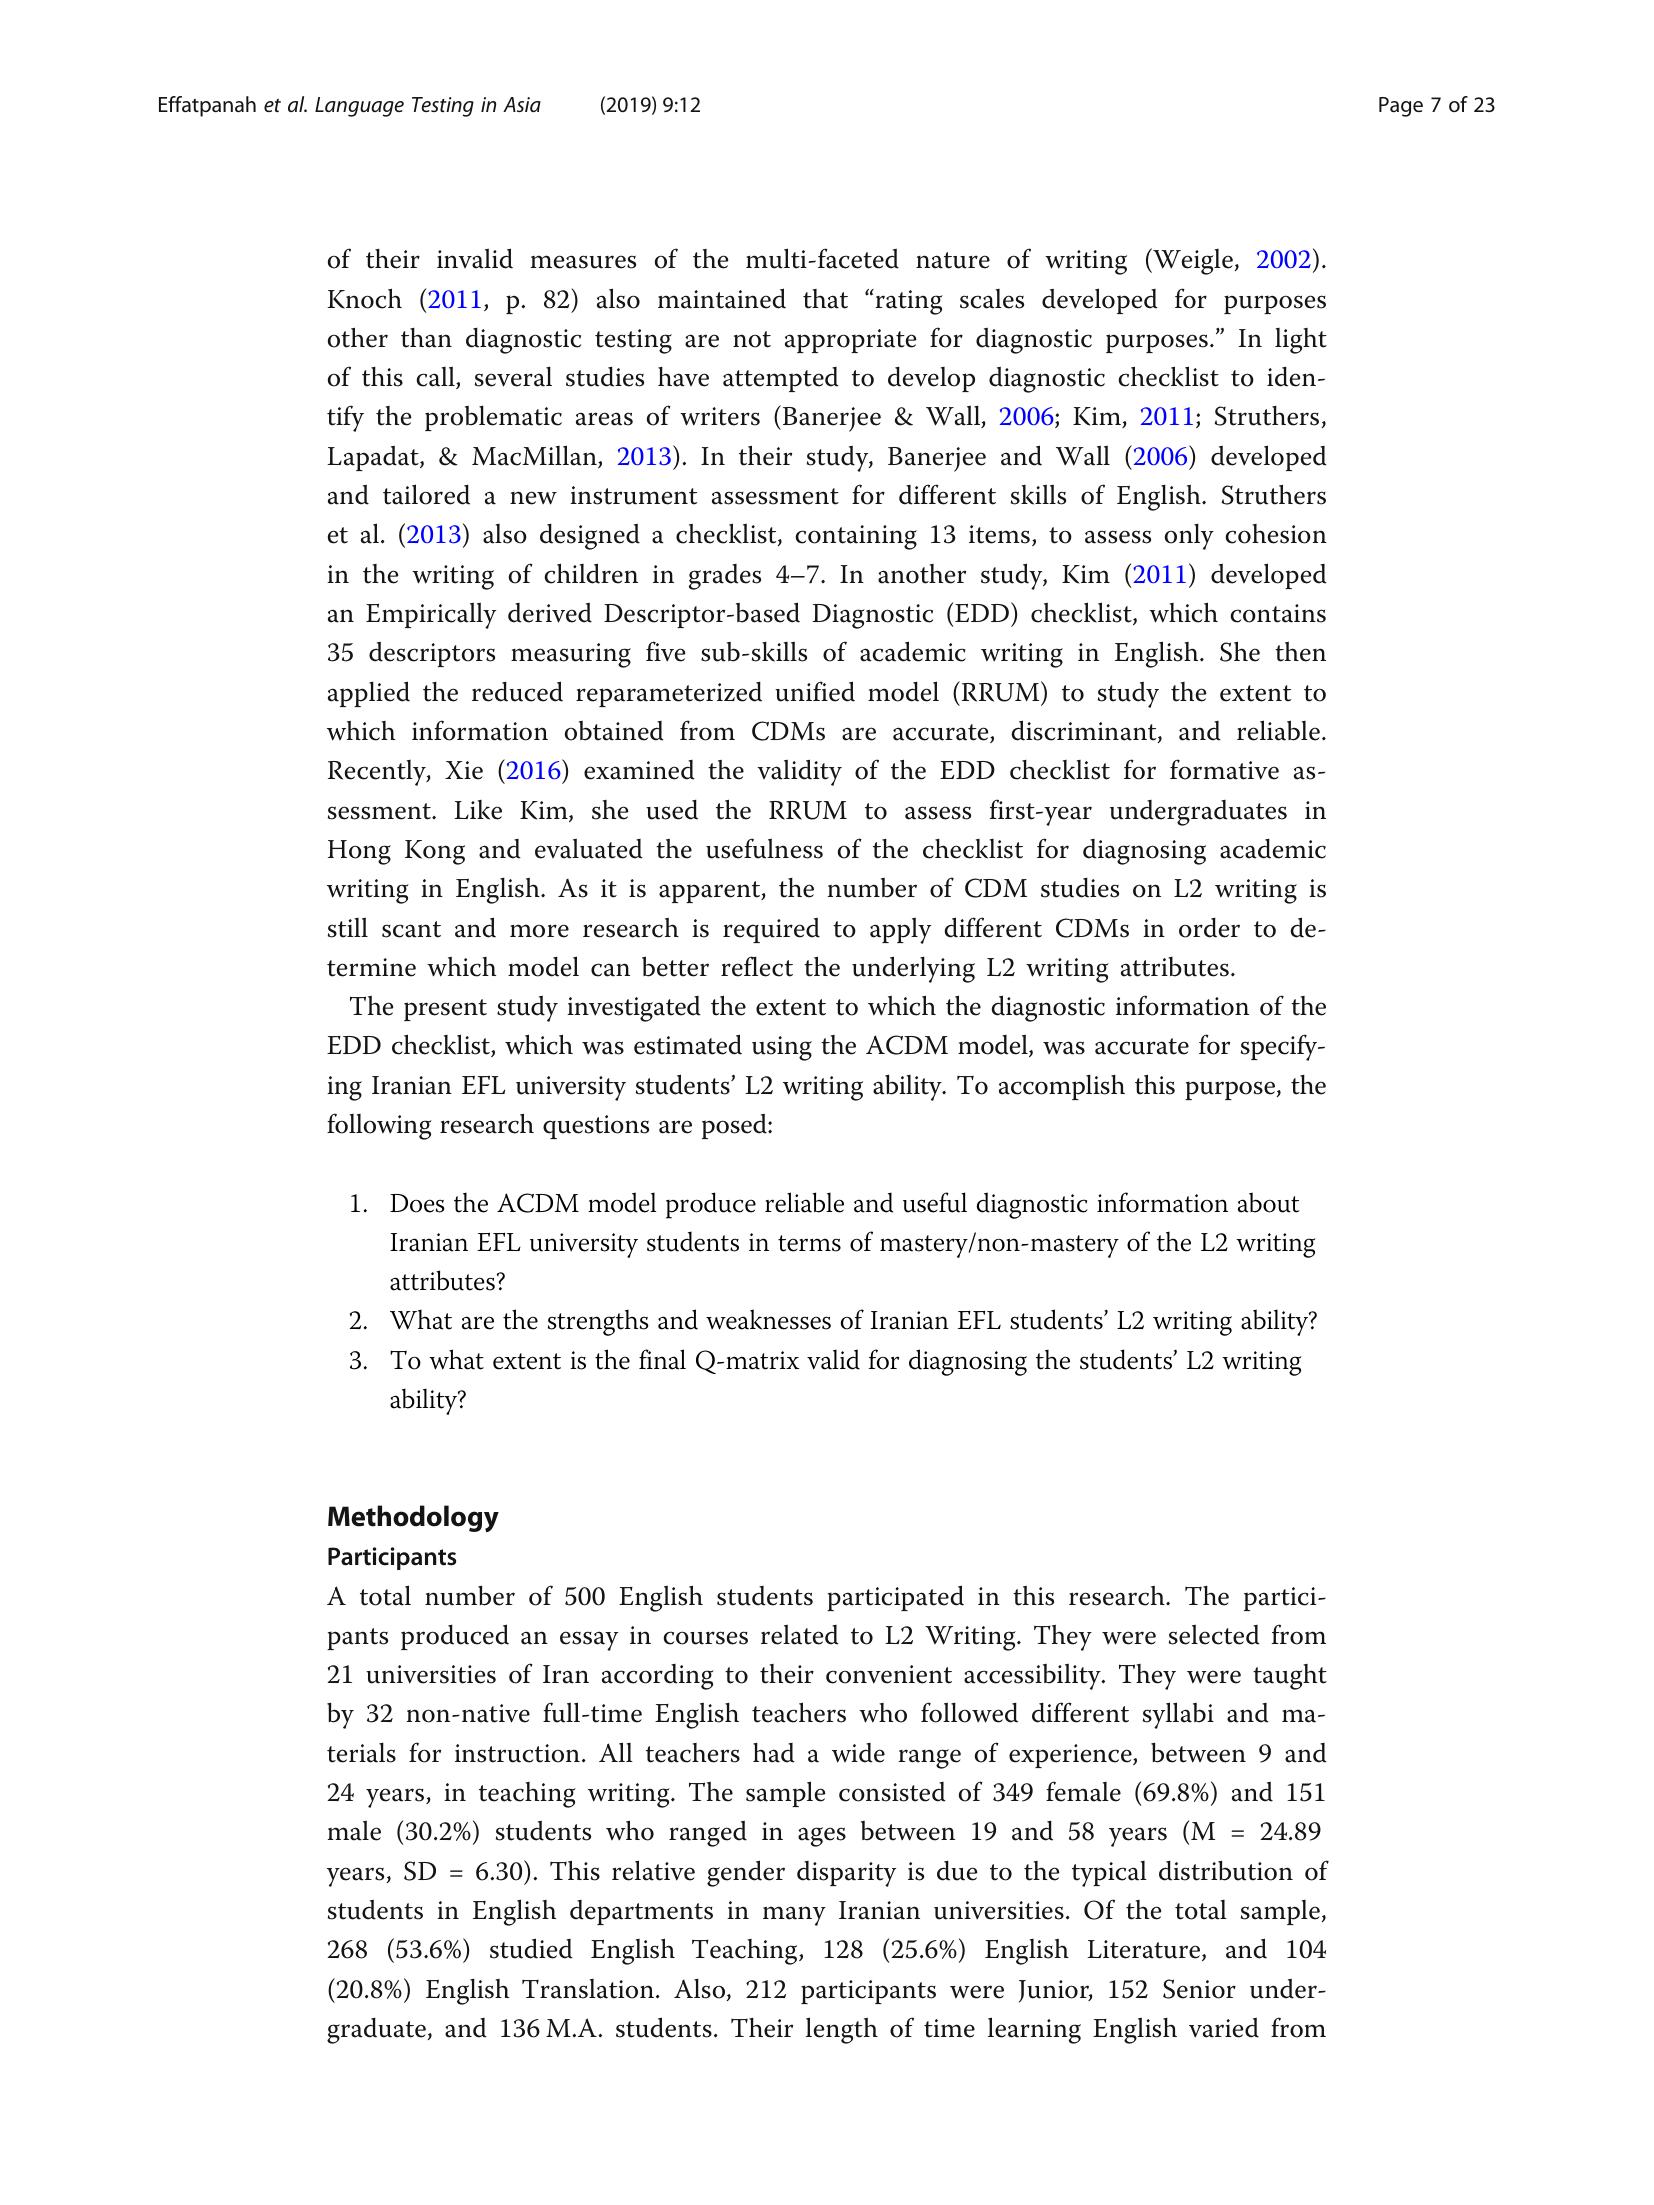 Effatpanah et al. Language Testing in Asia (2019) 9:12 Page 7 of 23
of their invalid measures of the multi-faceted nature of writing (Weigle, 2002).
Knoch (2011, p. 82) also maintained that “rating scales developed for purposes
other than diagnostic testing are not appropriate for diagnostic purposes.” In light
of this call, several studies have attempted to develop diagnostic checklist to iden-
tify the problematic areas of writers (Banerjee & Wall, 2006; Kim, 2011; Struthers,
Lapadat, & MacMillan, 2013). In their study, Banerjee and Wall (2006) developed
and tailored a new instrument assessment for different skills of English. Struthers
et al. (2013) also designed a checklist, containing 13 items, to assess only cohesion
in the writing of children in grades 4–7. In another study, Kim (2011) developed
an Empirically derived Descriptor-based Diagnostic (EDD) checklist, which contains
35 descriptors measuring five sub-skills of academic writing in English. She then
applied the reduced reparameterized unified model (RRUM) to study the extent to
which information obtained from CDMs are accurate, discriminant, and reliable.
Recently, Xie (2016) examined the validity of the EDD checklist for formative as-
sessment. Like Kim, she used the RRUM to assess first-year undergraduates in
Hong Kong and evaluated the usefulness of the checklist for diagnosing academic
writing in English. As it is apparent, the number of CDM studies on L2 writing is
still scant and more research is required to apply different CDMs in order to de-
termine which model can better reflect the underlying L2 writing attributes.
The present study investigated the extent to which the diagnostic information of the
EDD checklist, which was estimated using the ACDM model, was accurate for specify-
ing Iranian EFL university students’ L2 writing ability. To accomplish this purpose, the
following research questions are posed:
1. Does the ACDM model produce reliable and useful diagnostic information about
Iranian EFL university students in terms of mastery/non-mastery of the L2 writing
attributes?
2. What are the strengths and weaknesses of Iranian EFL students’ L2 writing ability?
3. To what extent is the final Q-matrix valid for diagnosing the students’ L2 writing
ability?
Methodology
Participants
A total number of 500 English students participated in this research. The partici-
pants produced an essay in courses related to L2 Writing. They were selected from
21 universities of Iran according to their convenient accessibility. They were taught
by 32 non-native full-time English teachers who followed different syllabi and ma-
terials for instruction. All teachers had a wide range of experience, between 9 and
24 years, in teaching writing. The sample consisted of 349 female (69.8%) and 151
male (30.2%) students who ranged in ages between 19 and 58 years (M = 24.89
years, SD = 6.30). This relative gender disparity is due to the typical distribution of
students in English departments in many Iranian universities. Of the total sample,
268 (53.6%) studied English Teaching, 128 (25.6%) English Literature, and 104
(20.8%) English Translation. Also, 212 participants were Junior, 152 Senior under-
graduate, and 136 M.A. students. Their length of time learning English varied from